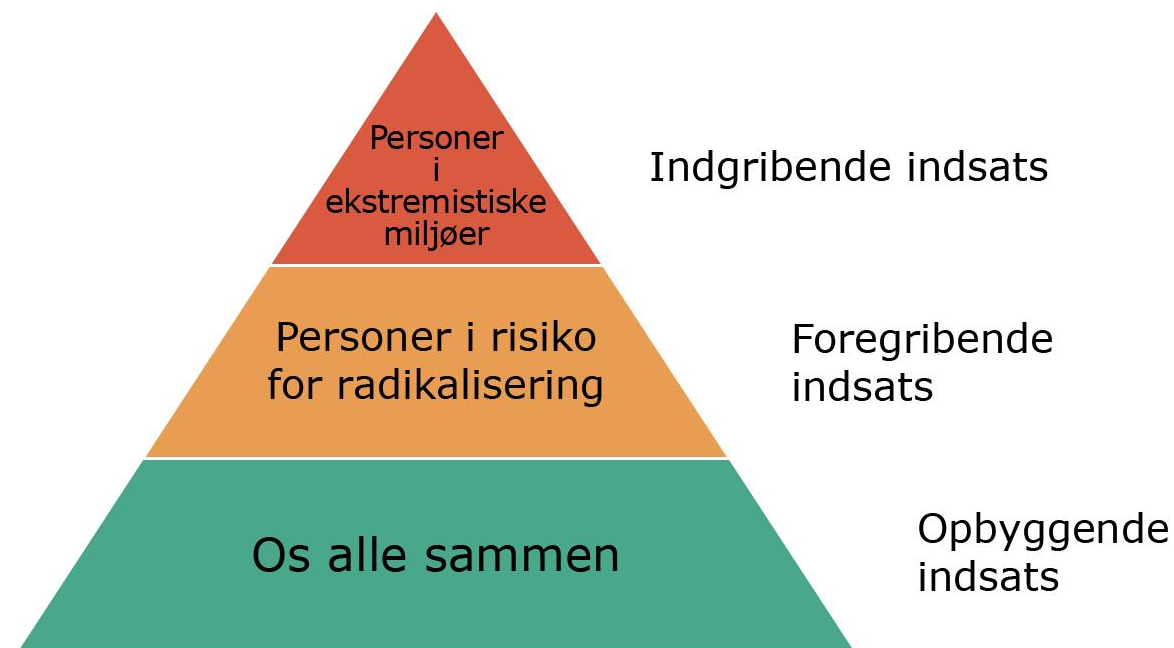 Personer
i
ekstremistiske
miljøer
Indgribende indsats
Personer i risiko
for radikalisering
Foregribende
indsats
Os alle sammen
Opbyggende
indsats